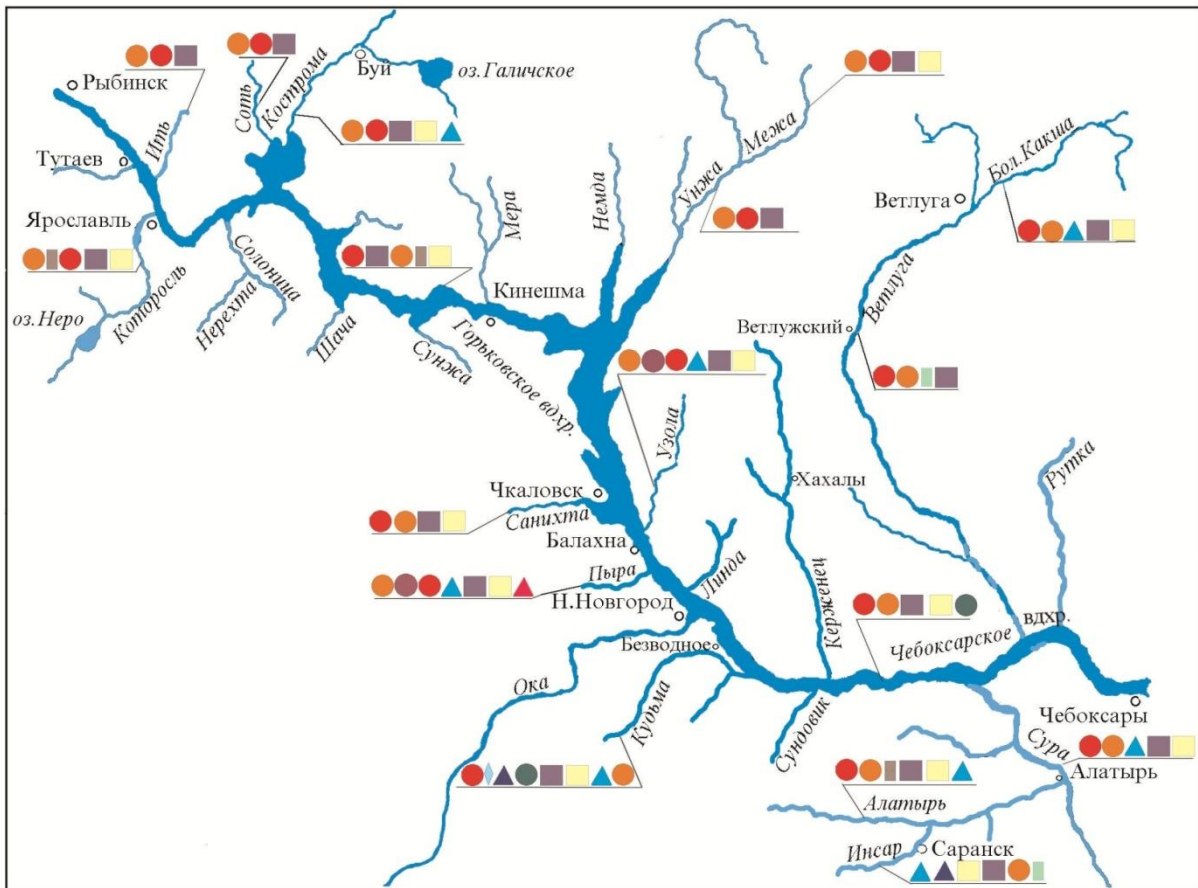 Рыбинск
Соть
Кострома
Буй
оз. Галичское
Ить
Тутаев
Ярославль
Которосль
оз. Неро
Солоница
Нерехта
Шача
Сунжа
Мера
Кинешма
Горьковское вдхр.
Немда
Унжа
Межа
Ветлуга
Бол. Какша
Ветлуга
Ветлужский
Рутка
Узола
Хахалы
Чкаловск
Санихта
Балахна
Пыра
Линда
Н.Новгород
Безводное
Ока
Кудьма
Керженец
Сундовик
Чебоксарское
вдхр.
Чебоксары
Сура
Алатырь
Алатырь
Инсар
Саранск